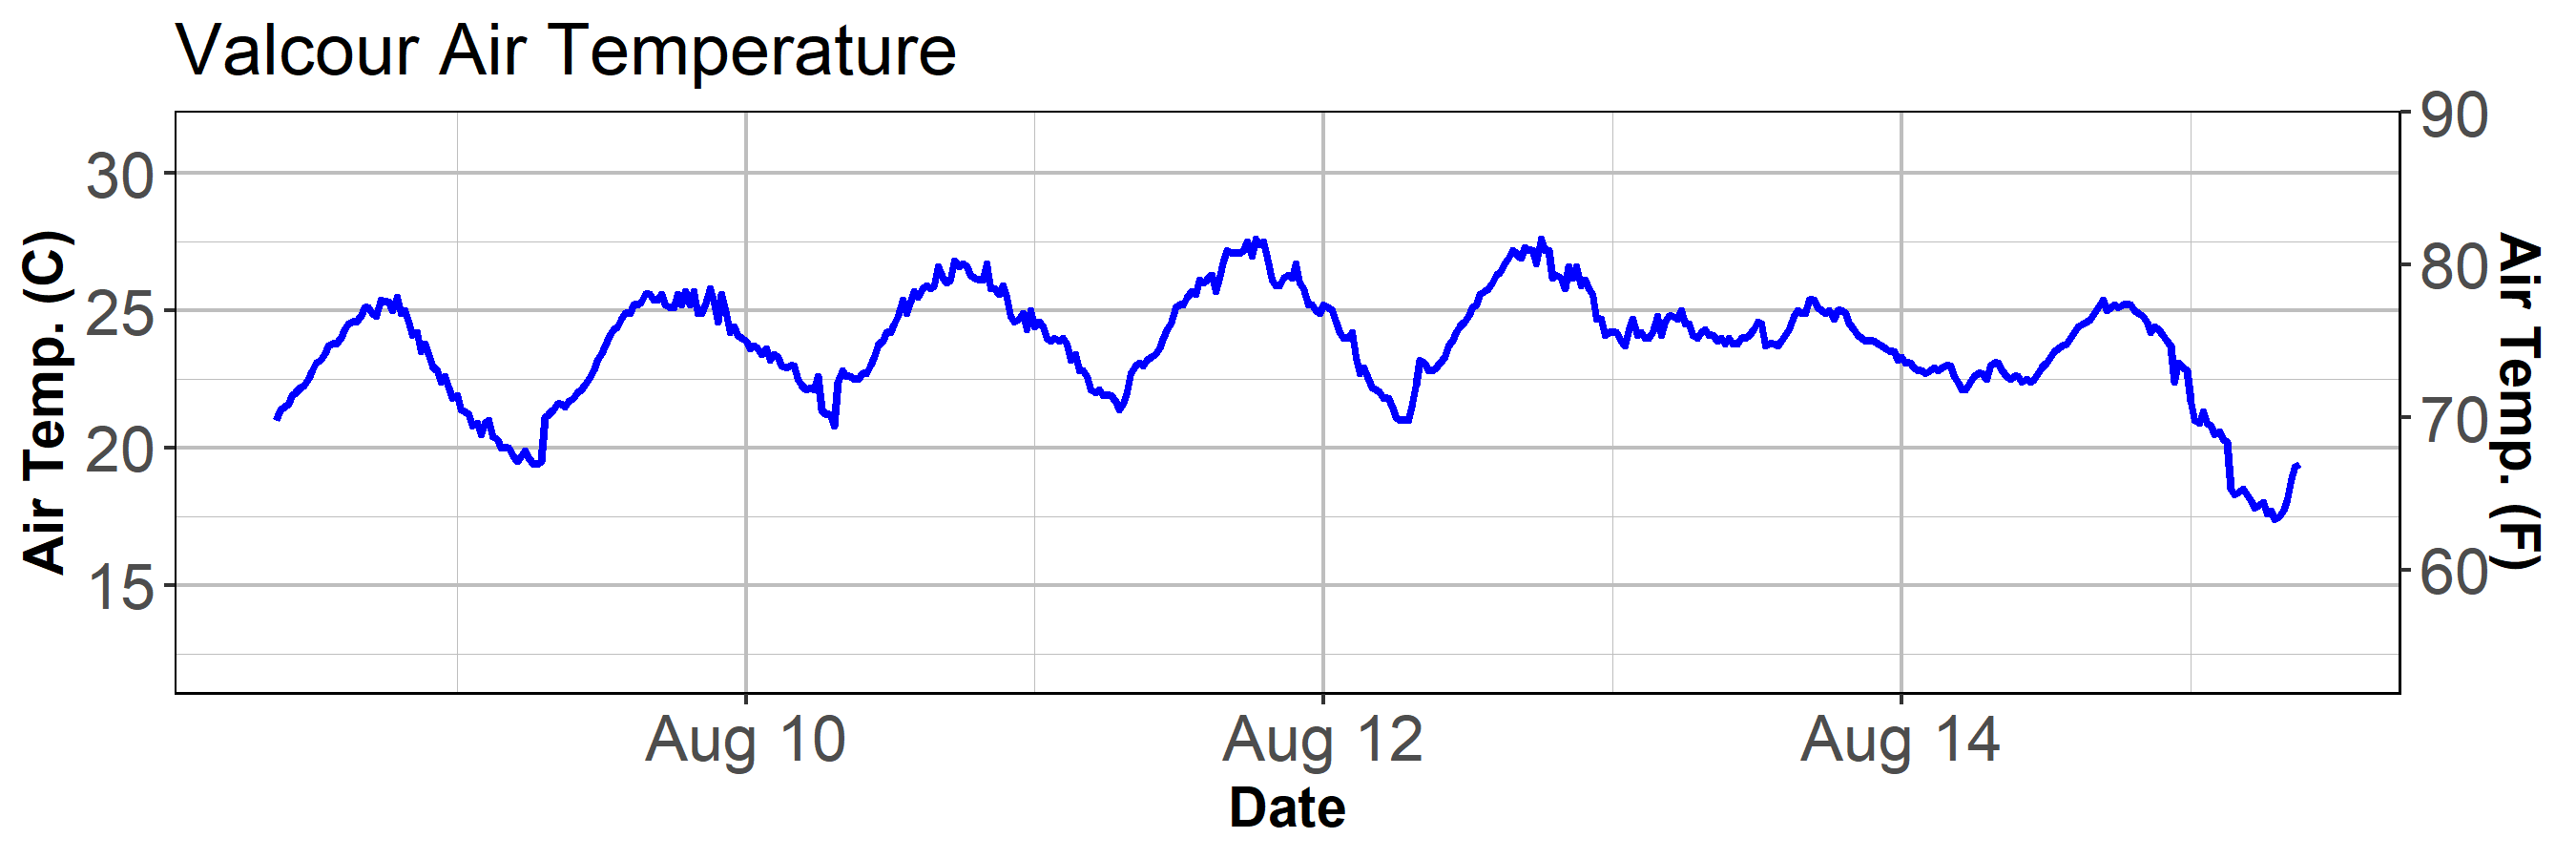 Valcour Air Temperature
Air Temp. (C)
30
25
20
15
90
80
70
60
Air Temp. (F)
Aug 10
Aug 12
Aug 14
Date